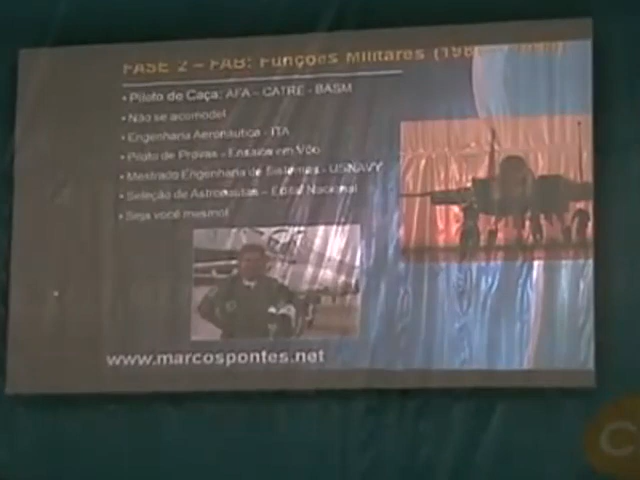 FASE 2 – FAB: Funções Militares (198
• Piloto de Caça: AFA – CATRE - BASM
• Não se acomode!
• Engenharia Aeronáutica - ITA
• Piloto de Provas - Ensaios em Vôo
• Mestrado Engenharia de Sistemas - USNAVY
• Seleção de Astronautas – Edital Nacional
• Seja você mesmo!
www.marcospontes.net
C